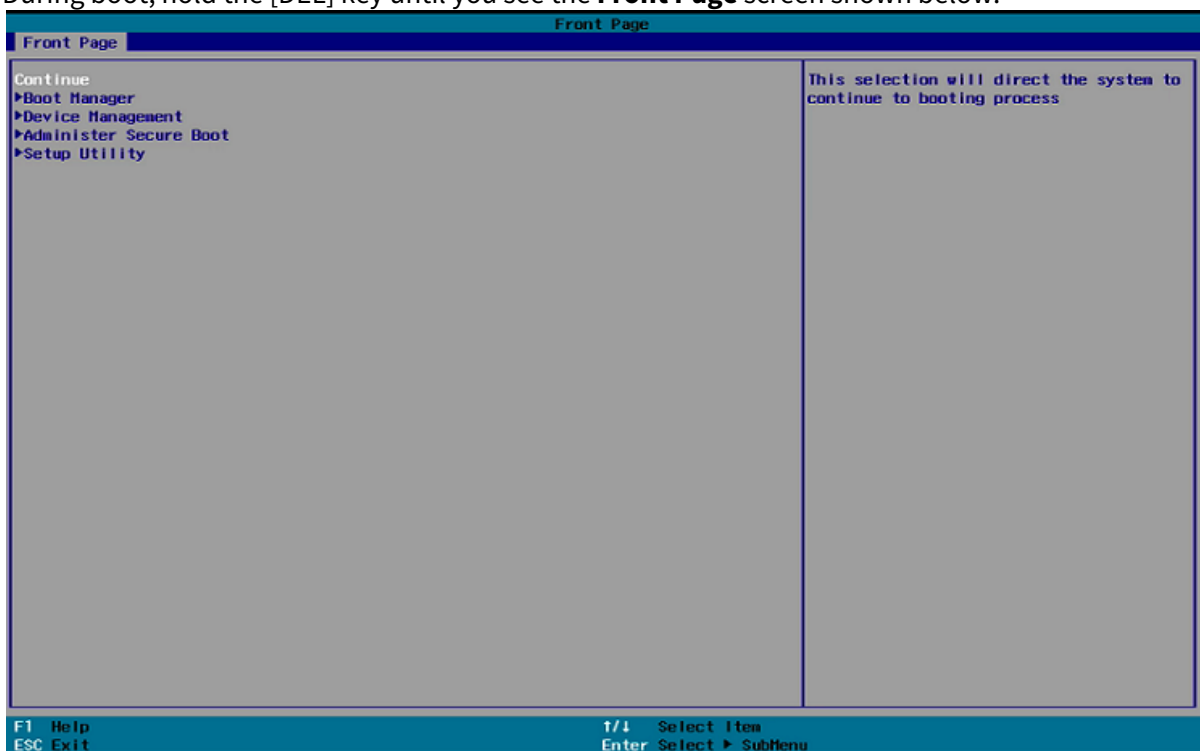 During boot, hold the [DEL] key until you see the Front Page screen shown below.
Front Page
Front Page
Continue
▶Boot Manager
▶Device Management
▶Administer Secure Boot
▶Setup Utility
This selection will direct the system to
continue to booting process
F1 Help
ESC Exit
↑/↓ Select Item
Enter Select ▶ SubMenu